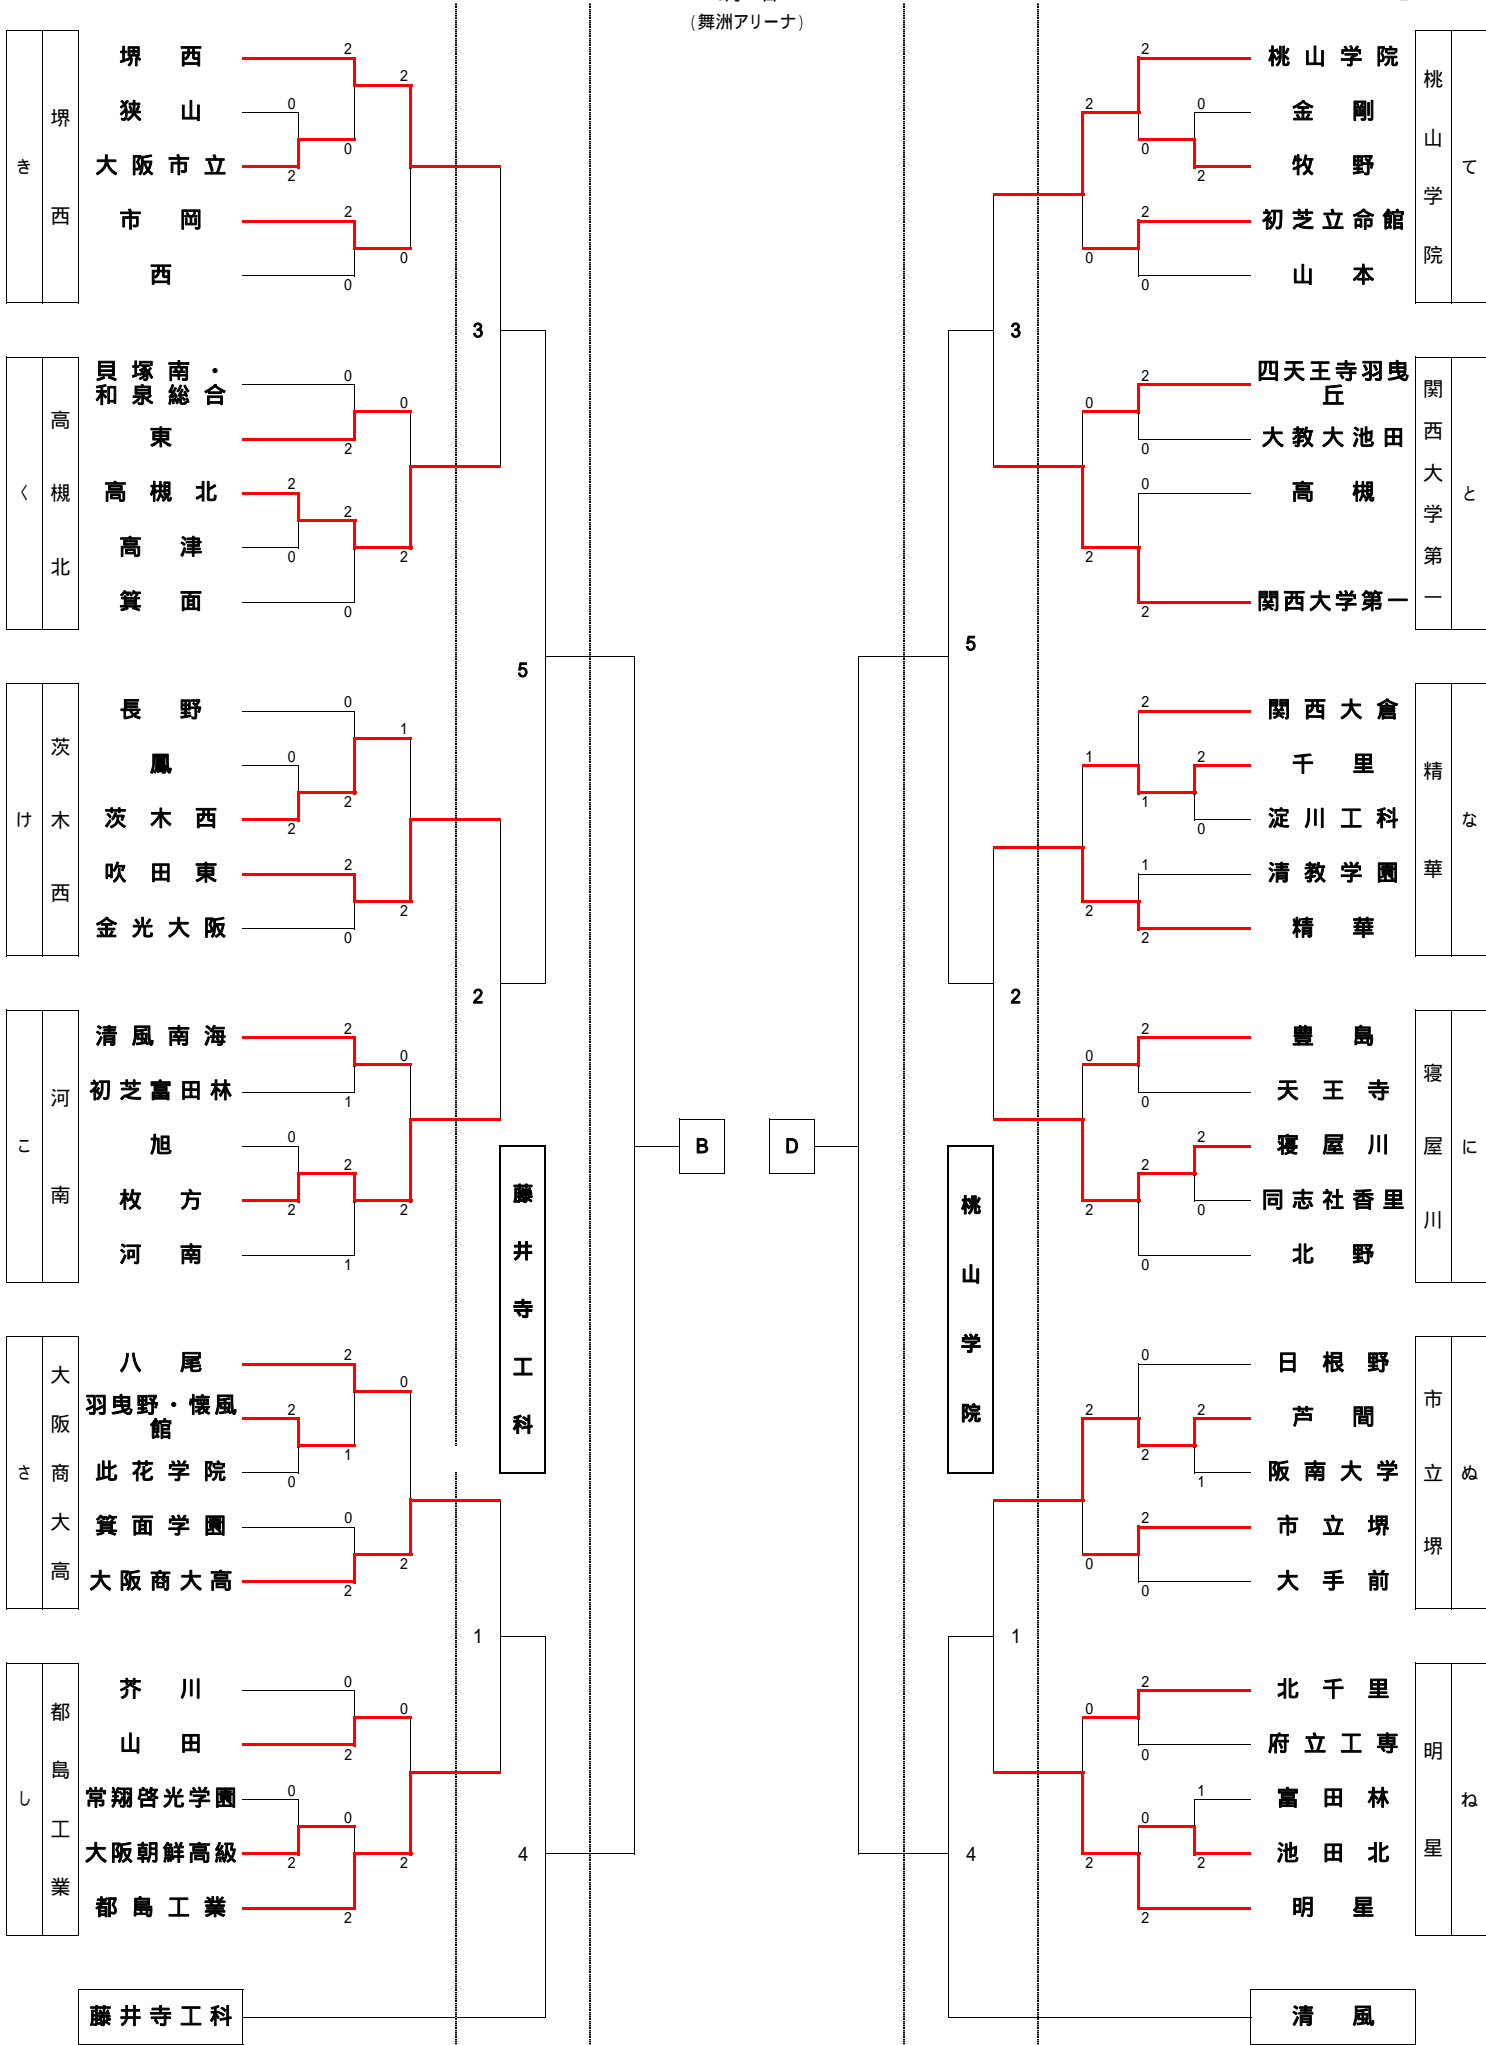 (舞洲アリーナ)
き
堺西
堺西 2
狭山 0
大阪市立 2
市岡 2
西 0
2
0
0
く
高槻北
貝塚南・
和泉総合 0
東 2
高槻北 2
高津 0
箕面 0
0
2
2
3
け
茨木西
長野 0
鳳 0
茨木西 2
吹田東 2
金光大阪 0
1
2
2
こ
河南
清風南海 2
初芝富田林 1
旭 0
枚方 2
河南 1
0
2
2
2
5
さ
大阪商大高
八尾 2
羽曳野・懐風
館 2
此花学院 0
箕面学園 0
大阪商大高 2
0
1
2
し
都島工業
芥川 0
山田 2
常翔啓光学園 0
大阪朝鮮高級 2
都島工業 2
0
0
2
1
4
藤井寺工科
藤井寺工科
B
D
桃山学院
2 桃山学院
0 金剛
2 牧野
2 初芝立命館
0 山本
2
0
0
桃山学院
て
2 四天王寺羽曳
丘
0 大教大池田
0 高槻
2 関西大学第一
0
2
3
関西大学第一
と
2 関西大倉
2 千里
0 淀川工科
1 清教学園
2 精華
1
1
2
精華
な
2 豊島
0 天王寺
2 寝屋川
0 同志社香里
0 北野
0
2
2
2
5
寝屋川
に
0 日根野
2 芦間
1 阪南大学
2 市立堺
0 大手前
2
2
0
市立堺
ぬ
2 北千里
0 府立工専
1 富田林
2 池田北
2 明星
0
0
2
1
4
明星
ね
清風